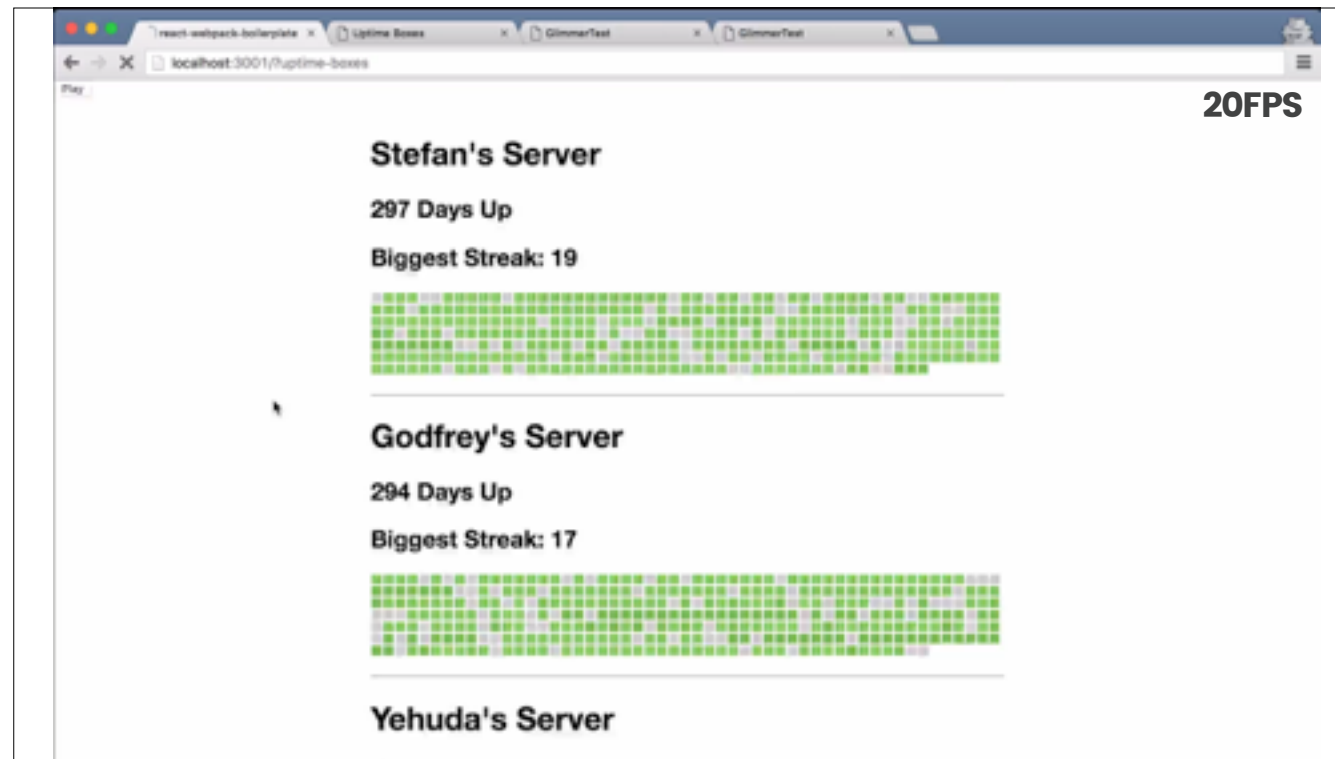 react-webpack-boilerplate
Uptime Boxes
GlimmerTest
GlimmerTest
localhost:3001/?uptime-boxes
Play
20FPS
Stefan's Server
297 Days Up
Biggest Streak: 19
Godfrey's Server
294 Days Up
Biggest Streak: 17
Yehuda's Server